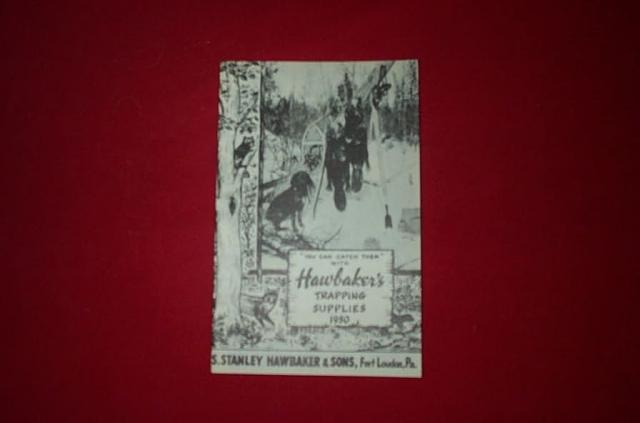 "YOU CAN CATCH THEM"
WITH
Hawbaker's
TRAPPING
SUPPLIES
1950
S. STANLEY HAWBAKER & SONS, Fort Loudon, Pa.